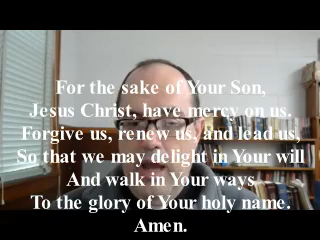 For the sake of Your Son,
Jesus Christ, have mercy on us.
Forgive us, renew us, and lead us,
So that we may delight in Your will
And walk in Your ways
To the glory of Your holy name.
Amen.